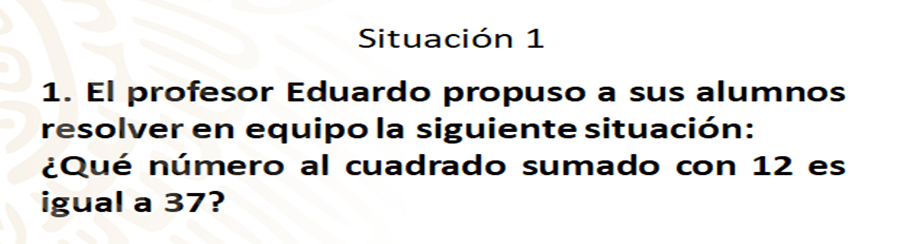 Situación 1
1. El profesor Eduardo propuso a sus alumnos
resolver en equipo la siguiente situación:
¿Qué número al cuadrado sumado con 12 es
igual a 37?